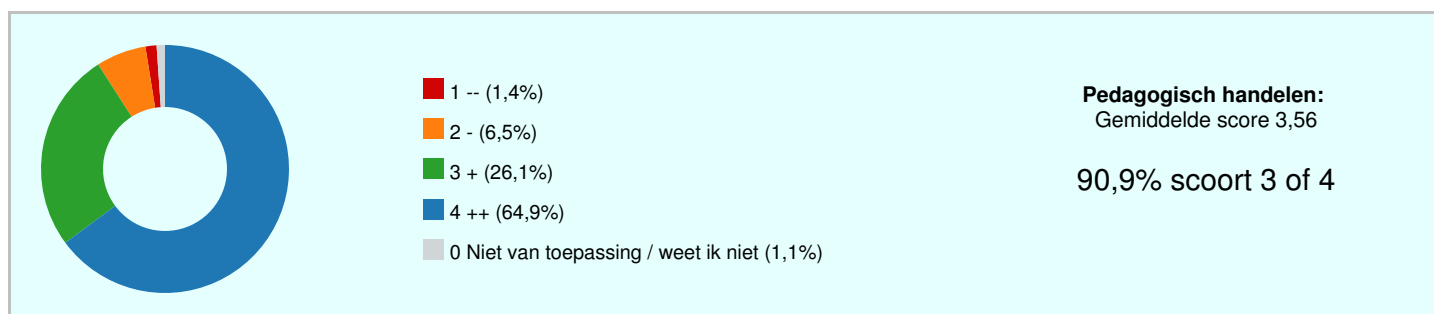 1 -- (1,4%)
2 - (6,5%)
3 + (26,1%)
4 ++ (64,9%)
0 Niet van toepassing / weet ik niet (1,1%)
Pedagogisch handelen:
Gemiddelde score 3,56
90,9% scoort 3 of 4